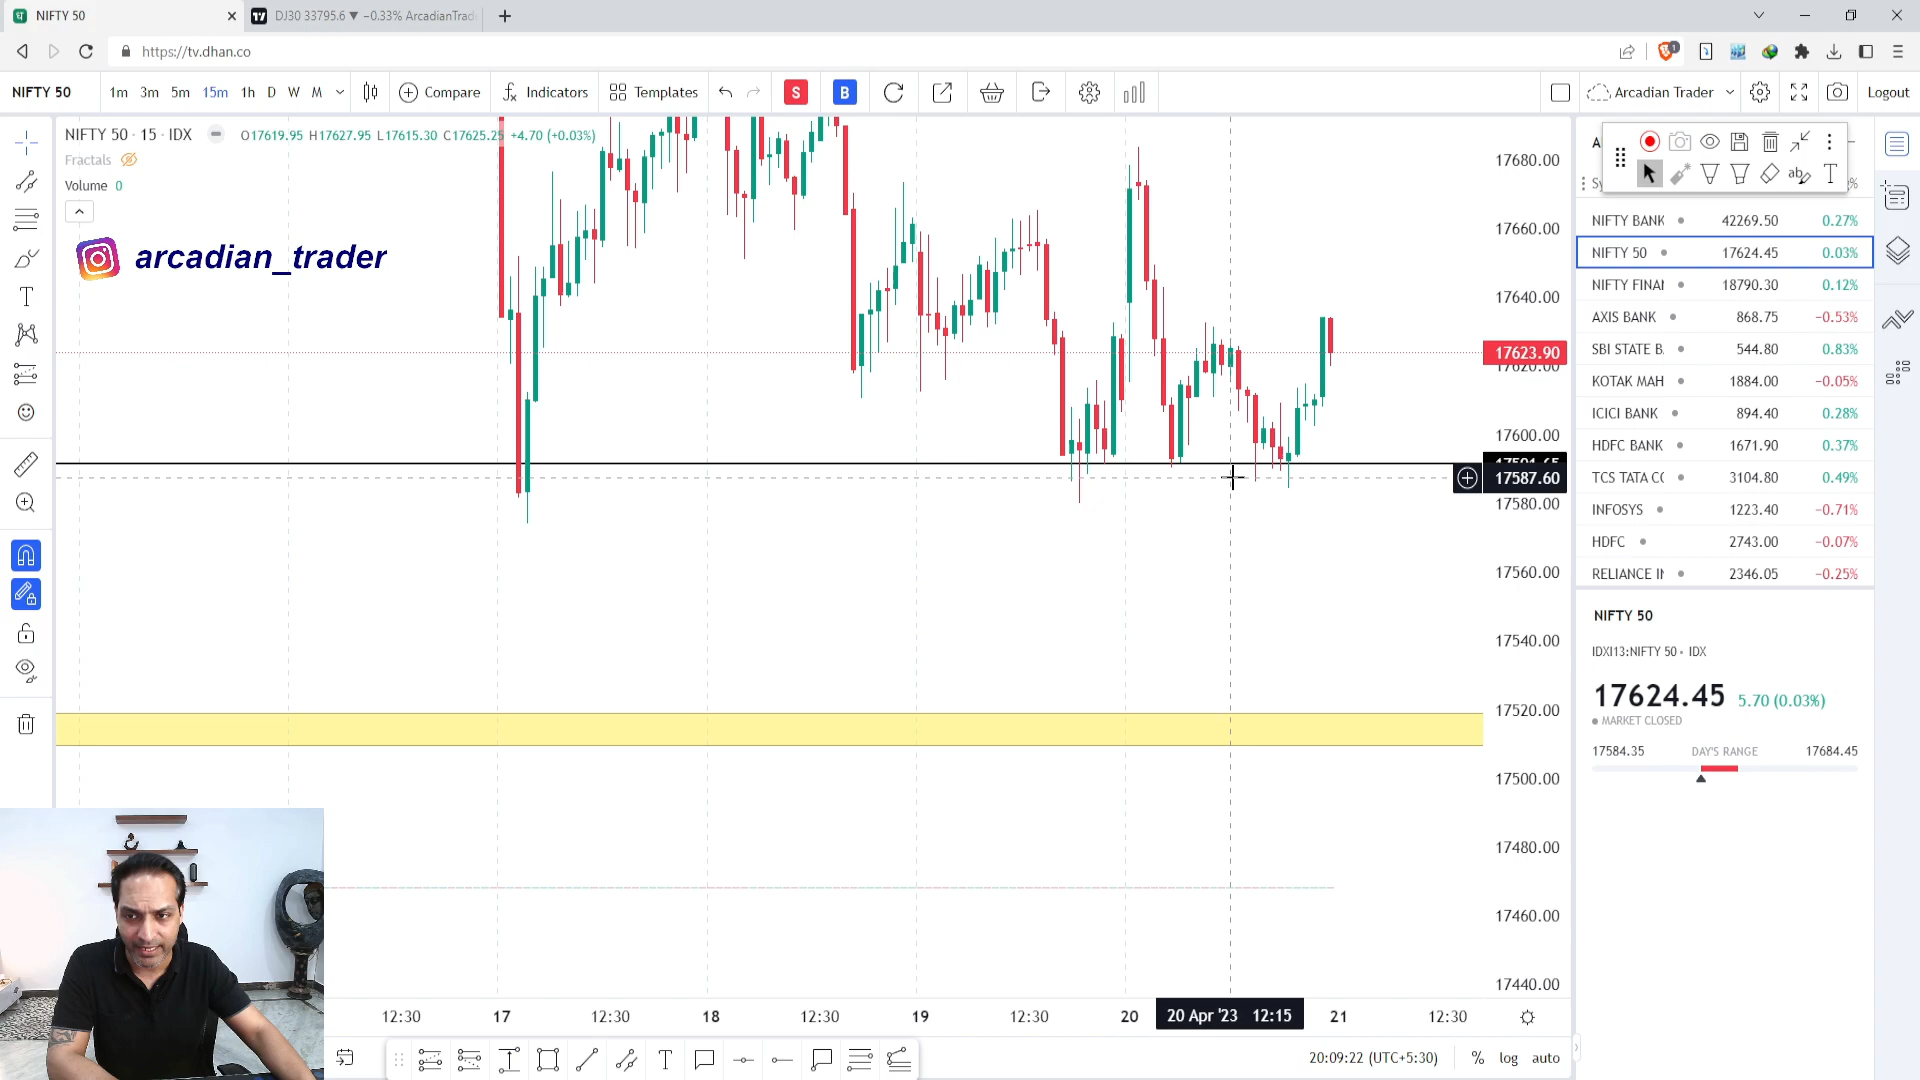 NIFTY 50
DJ30 33795.6 ▼ −0.33% ArcadianTrad
https://tv.dhan.co
NIFTY 50 1m 3m 5m 15m 1h D W M Compare Indicators Templates S B Arcadian Trader Logout
NIFTY 50 · 15 · IDX O17619.95 H17627.95 L17615.30 C17625.25 +4.70 (+0.03%)
Fractals
Volume 0
arcadian_trader
17680.00
17660.00
17640.00
17623.90
17620.00
17600.00
17587.60
17580.00
17560.00
17540.00
17520.00
17500.00
17480.00
17460.00
17440.00
12:30 17 12:30 18 12:30 19 12:30 20 20 Apr '23 12:15 21 12:30
20:09:22 (UTC+5:30) % log auto
NIFTY BANK 42269.50 0.27%
NIFTY 50 17624.45 0.03%
NIFTY FINAI 18790.30 0.12%
AXIS BANK 868.75 −0.53%
SBI STATE B. 544.80 0.83%
KOTAK MAH 1884.00 −0.05%
ICICI BANK 894.40 0.28%
HDFC BANK 1671.90 0.37%
TCS TATA CC 3104.80 0.49%
INFOSYS 1223.40 −0.71%
HDFC 2743.00 −0.07%
RELIANCE IN 2346.05 −0.25%
NIFTY 50
IDXI13:NIFTY 50 • IDX
17624.45 5.70 (0.03%)
MARKET CLOSED
17584.35 DAY'S RANGE 17684.45